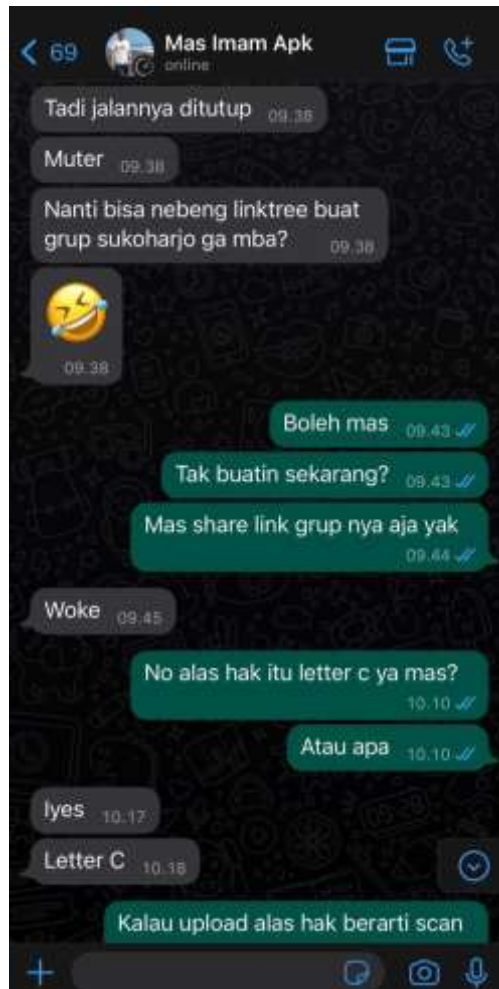 69
Mas Imam Apk
online
Tadi jalannya ditutup 09.38
Muter 09.38
Nanti bisa nebeng linktree buat
grup sukoharjo ga mba? 09.38
09.38
Boleh mas 09.43
Tak buatin sekarang? 09.43
Mas share link grup nya aja yak
09.44
Woke 09.45
No alas hak itu letter c ya mas?
10.10
Atau apa 10.10
Iyes 10.17
Letter C 10.18
Kalau upload alas hak berarti scan